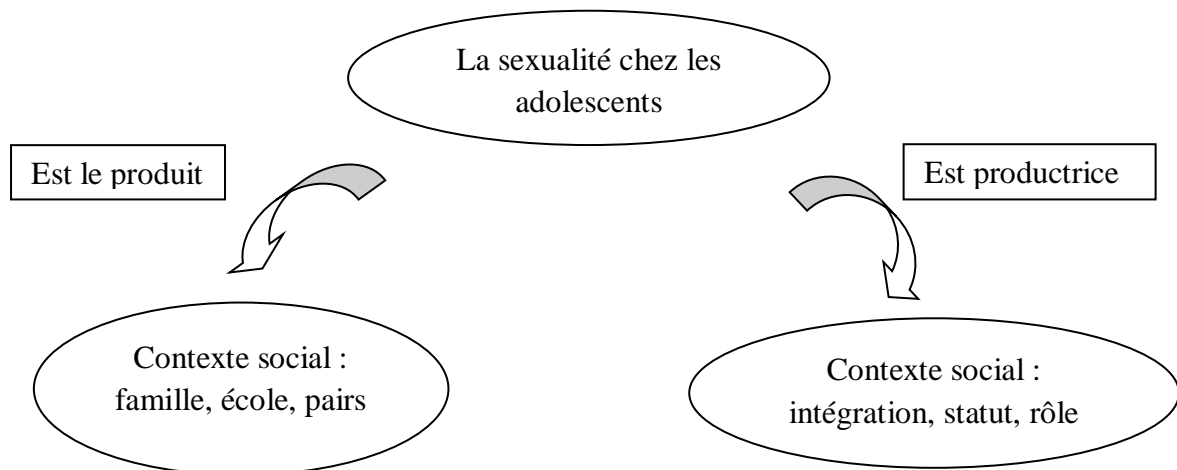 La sexualité chez les
adolescents
Est le produit
Est productrice
Contexte social :
famille, école, pairs
Contexte social :
intégration, statut, rôle